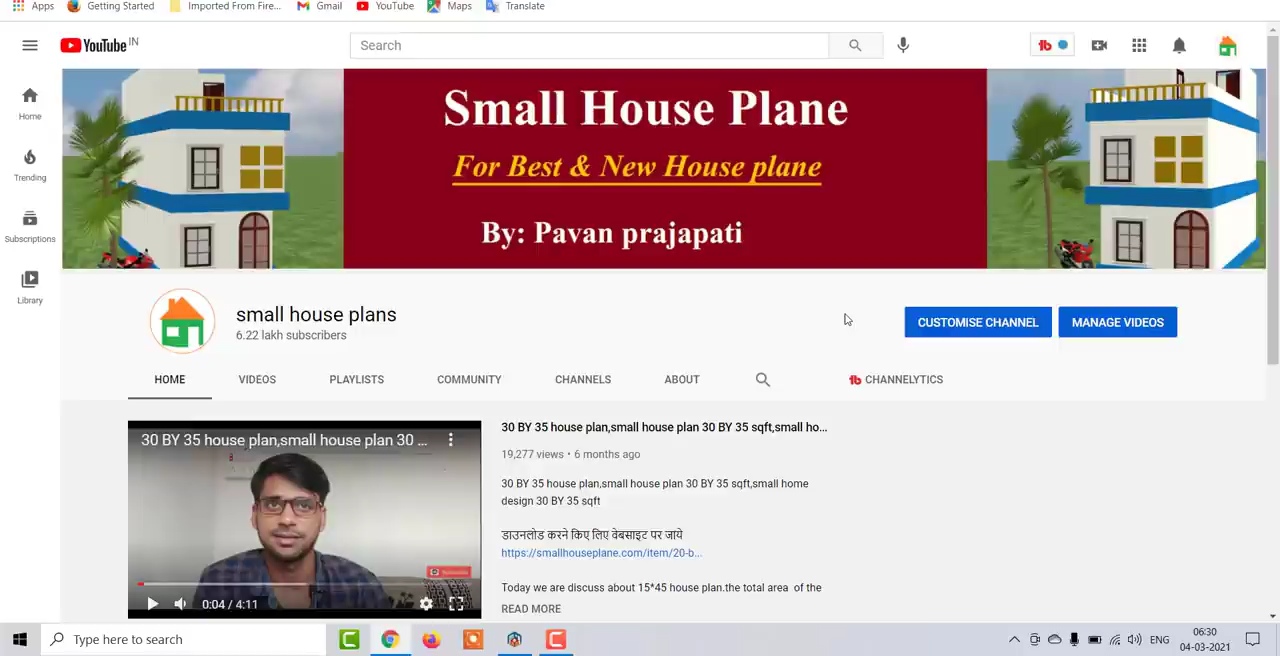 Apps Getting Started Imported From Fire... Gmail YouTube Maps Translate
YouTube IN
Search
Home
Trending
Subscriptions
Library
Small House Plane
For Best & New House plane
By: Pavan prajapati
small house plans
6.22 lakh subscribers
CUSTOMISE CHANNEL
MANAGE VIDEOS
HOME VIDEOS PLAYLISTS COMMUNITY CHANNELS ABOUT CHANNELYTICS
30 BY 35 house plan,small house plan 30 ...
0:04 / 4:11
30 BY 35 house plan,small house plan 30 BY 35 sqft,small ho...
19,277 views • 6 months ago
30 BY 35 house plan,small house plan 30 BY 35 sqft,small home
design 30 BY 35 sqft
डाउनलोड करने किए लिए वेबसाइट पर जाये
https://smallhouseplane.com/item/20-b...
Today we are discuss about 15*45 house plan.the total area of the
READ MORE
Type here to search
ENG
06:30
04-03-2021